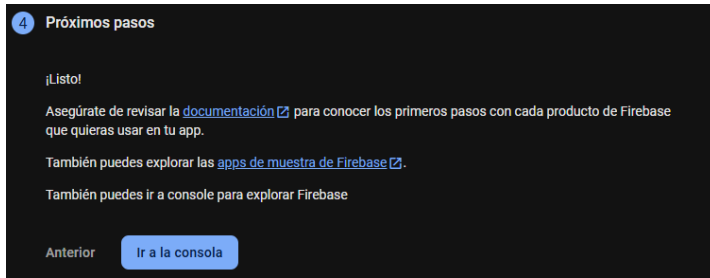 4 Próximos pasos
¡Listo!
Asegúrate de revisar la documentación para conocer los primeros pasos con cada producto de Firebase
que quieras usar en tu app.
También puedes explorar las apps de muestra de Firebase.
También puedes ir a console para explorar Firebase
Anterior Ir a la consola